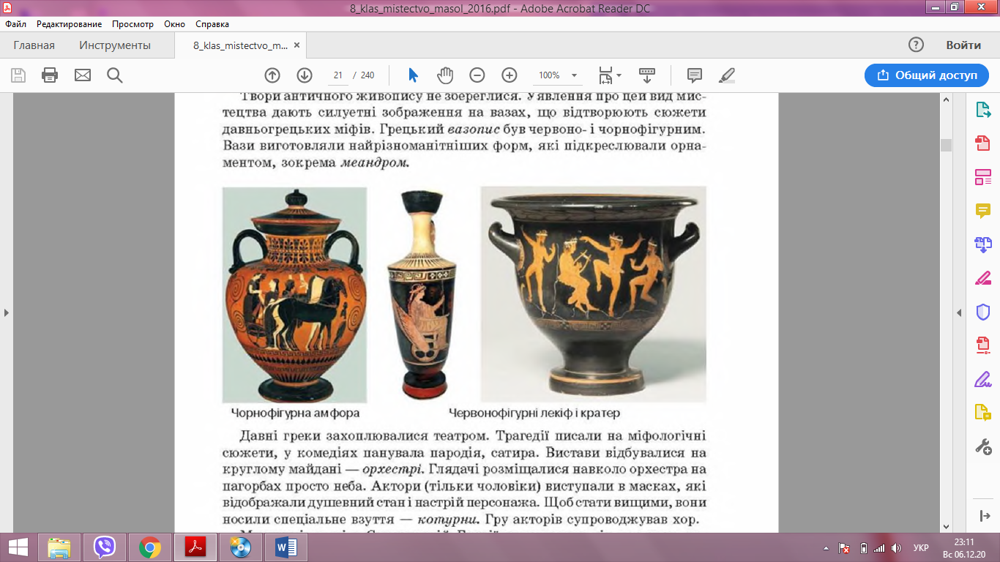 8_klas_mistectvo_masol_2016.pdf - Adobe Acrobat Reader DC
Файл Редактирование Просмотр Окно Справка
Главная Инструменты 8_klas_mistectvo_m... × Войти
21 / 240 100% Общий доступ
Твори античного живопису не збереглися. Уявлення про цей вид мис-
тецтва дають силуетні зображення на вазах, що відтворюють сюжети
давньогрецьких міфів. Грецький вазопис був червоно- і чорнофігурним.
Вази виготовляли найрізноманітніших форм, які підкреслювали орна-
ментом, зокрема меандром.
Чорнофігурна амфора Червонофігурні лекіф і кратер
Давні греки захоплювалися театром. Трагедії писали на міфологічні
сюжети, у комедіях панувала пародія, сатира. Вистави відбувалися на
круглому майдані — орхестрі. Глядачі розміщалися навколо орхестра на
пагорбах просто неба. Актори (тільки чоловіки) виступали в масках, які
відображали душевний стан і настрій персонажа. Щоб стати вищими, вони
носили спеціальне взуття — котурни. Гру акторів супроводжував хор.
УКР
23:11
Вс 06.12.20